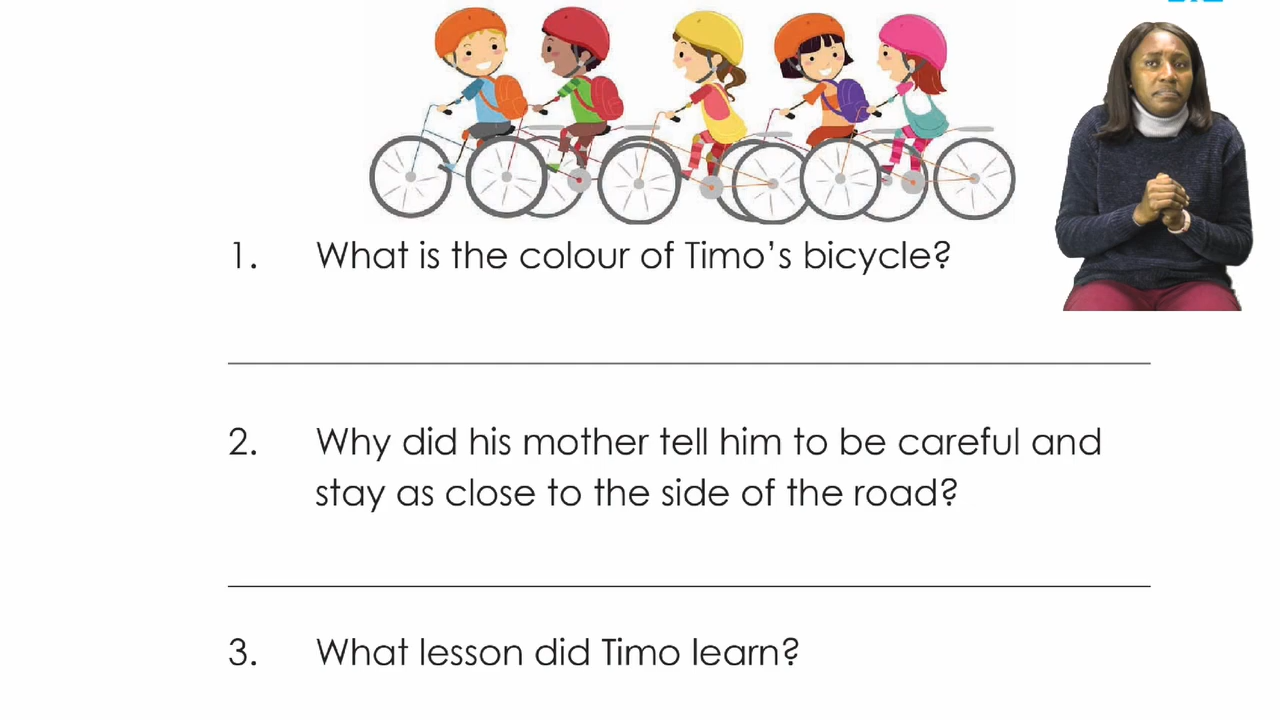 1. What is the colour of Timo's bicycle?
2. Why did his mother tell him to be careful and
stay as close to the side of the road?
3. What lesson did Timo learn?